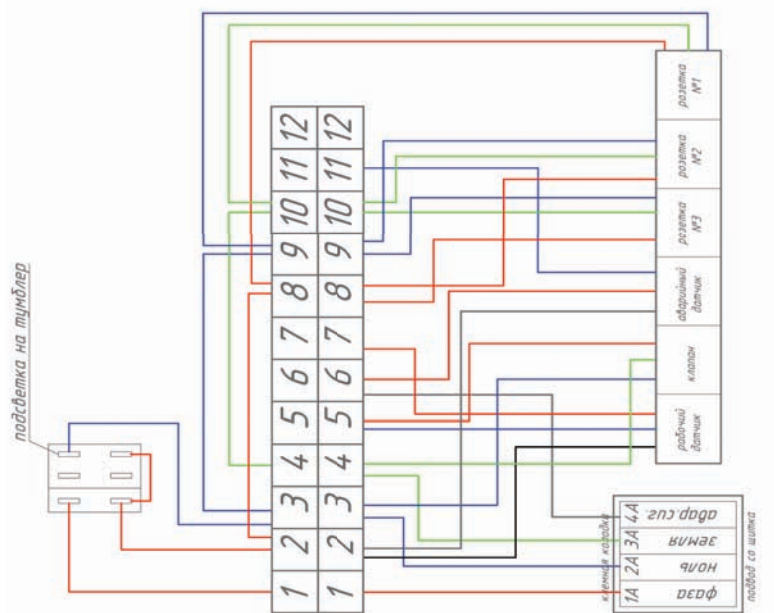 12 12
11 11
10 10
9 9
8 8
7 7
6 6
5 5
4 4
3 3
2 2
1 1
подсветка на тумблер
розетка
№1
розетка
№2
розетка
№3
аварийный
датчик
клапан
рабочий
датчик
клемная колодка
4А авар.сиг.
3А земля
2А ноль
1А фаза
подвод со щитка